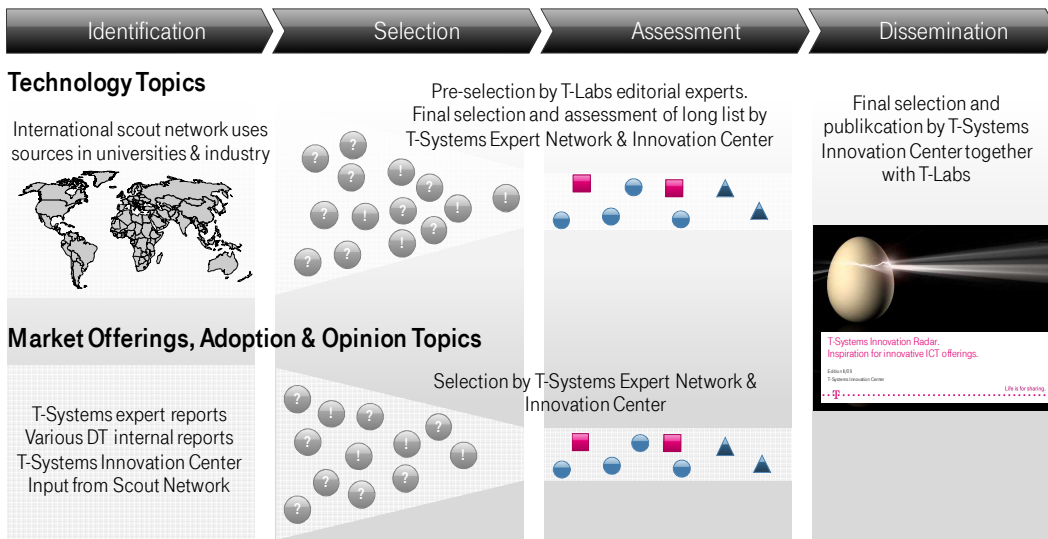 Identification
Selection
Assessment
Dissemination
Technology Topics
International scout network uses
sources in universities & industry
Pre-selection by T-Labs editorial experts.
Final selection and assessment of long list by
T-Systems Expert Network & Innovation Center
Final selection and
publikcation by T-Systems
Innovation Center together
with T-Labs
? ? ? ! ? ! ! ? ? ! ? ! ? ? ?
T-Systems Innovation Radar.
Inspiration for innovative ICT offerings.
T-Systems Innovation Center
Life is for sharing.
T
Market Offerings, Adoption & Opinion Topics
T-Systems expert reports
Various DT internal reports
T-Systems Innovation Center
Input from Scout Network
Selection by T-Systems Expert Network &
Innovation Center
? ! ? ? ? ! ! ! ? ? ? ?